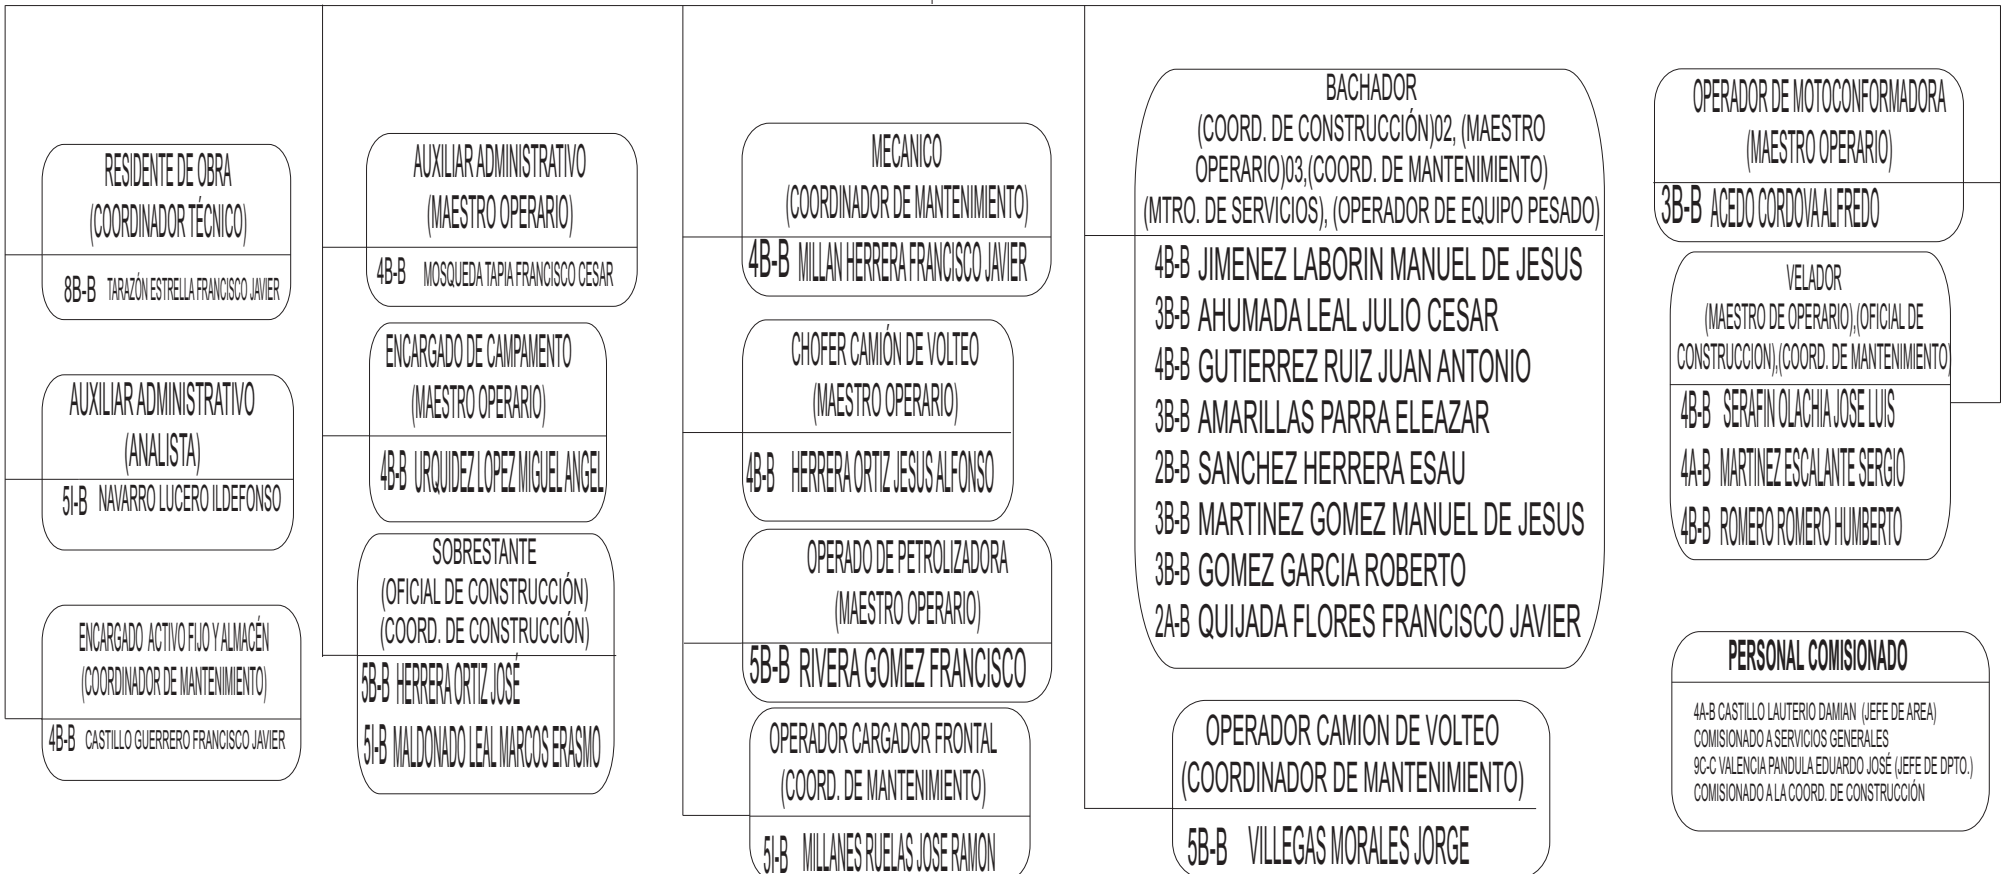 RESIDENTE DE OBRA
(COORDINADOR TÉCNICO)
8B-B TARAZÓN ESTRELLA FRANCISCO JAVIER
AUXILIAR ADMINISTRATIVO
(ANALISTA)
5I-B NAVARRO LUCERO ILDEFONSO
ENCARGADO ACTIVO FIJO Y ALMACÉN
(COORDINADOR DE MANTENIMIENTO)
4B-B CASTILLO GUERRERO FRANCISCO JAVIER
AUXILIAR ADMINISTRATIVO
(MAESTRO OPERARIO)
4B-B MOSQUEDA TAPIA FRANCISCO CESAR
ENCARGADO DE CAMPAMENTO
(MAESTRO OPERARIO)
4B-B URQUIDEZ LOPEZ MIGUEL ANGEL
SOBRESTANTE
(OFICIAL DE CONSTRUCCIÓN)
(COORD. DE CONSTRUCCIÓN)
5B-B HERRERA ORTIZ JOSÉ
5I-B MALDONADO LEAL MARCOS ERASMO
MECANICO
(COORDINADOR DE MANTENIMIENTO)
4B-B MILLAN HERRERA FRANCISCO JAVIER
CHOFER CAMIÓN DE VOLTEO
(MAESTRO OPERARIO)
4B-B HERRERA ORTIZ JESUS ALFONSO
OPERADO DE PETROLIZADORA
(MAESTRO OPERARIO)
5B-B RIVERA GOMEZ FRANCISCO
OPERADOR CARGADOR FRONTAL
(COORD. DE MANTENIMIENTO)
5I-B MILLANES RUELAS JOSE RAMON
BACHADOR
(COORD. DE CONSTRUCCIÓN)02, (MAESTRO
OPERARIO)03,(COORD. DE MANTENIMIENTO)
(MTRO. DE SERVICIOS), (OPERADOR DE EQUIPO PESADO)
4B-B JIMENEZ LABORIN MANUEL DE JESUS
3B-B AHUMADA LEAL JULIO CESAR
4B-B GUTIERREZ RUIZ JUAN ANTONIO
3B-B AMARILLAS PARRA ELEAZAR
2B-B SANCHEZ HERRERA ESAU
3B-B MARTINEZ GOMEZ MANUEL DE JESUS
3B-B GOMEZ GARCIA ROBERTO
2A-B QUIJADA FLORES FRANCISCO JAVIER
OPERADOR CAMION DE VOLTEO
(COORDINADOR DE MANTENIMIENTO)
5B-B VILLEGAS MORALES JORGE
OPERADOR DE MOTOCONFORMADORA
(MAESTRO OPERARIO)
3B-B ACEDO CORDOVA ALFREDO
VELADOR
(MAESTRO DE OPERARIO),(OFICIAL DE
CONSTRUCCION),(COORD. DE MANTENIMIENTO)
4B-B SERAFIN OLACHIA JOSE LUIS
4A-B MARTINEZ ESCALANTE SERGIO
4B-B ROMERO ROMERO HUMBERTO
PERSONAL COMISIONADO
4A-B CASTILLO LAUTERIO DAMIAN (JEFE DE AREA)
COMISIONADO A SERVICIOS GENERALES
9C-C VALENCIA PANDULA EDUARDO JOSÉ (JEFE DE DPTO.)
COMISIONADO A LA COORD. DE CONSTRUCCIÓN